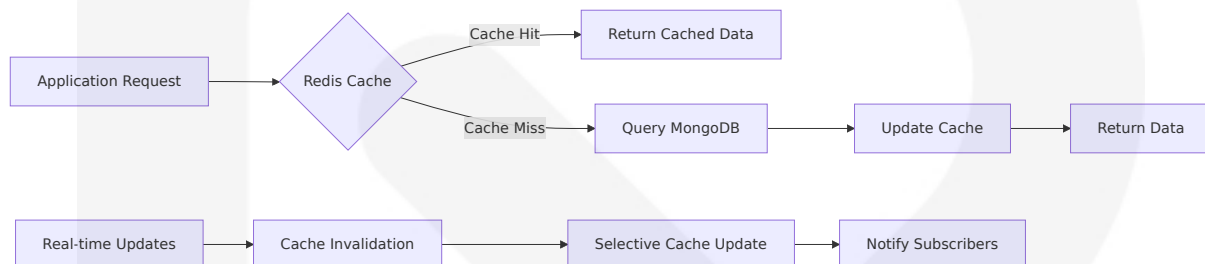 Cache Hit
Return Cached Data
Application Request
Redis Cache
Cache Miss
Query MongoDB
Update Cache
Return Data
Real-time Updates
Cache Invalidation
Selective Cache Update
Notify Subscribers